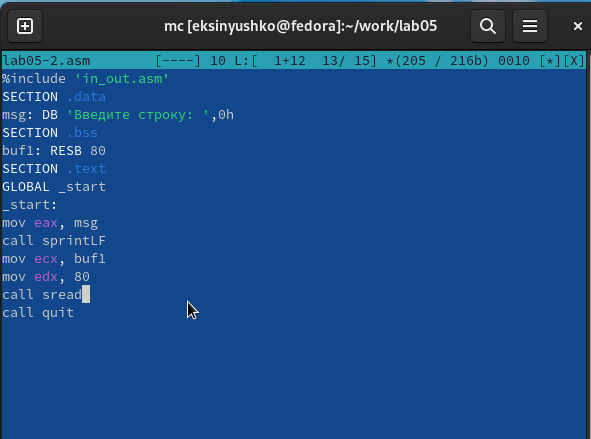 mc [eksinyushko@fedora]:~/work/lab05
lab05-2.asm [----] 10 L:[ 1+12 13/ 15] *(205 / 216b) 0010 [*][X]
%include 'in_out.asm'
SECTION .data
msg: DB 'Введите строку: ',0h
SECTION .bss
buf1: RESB 80
SECTION .text
GLOBAL _start
_start:
mov eax, msg
call sprintLF
mov ecx, buf1
mov edx, 80
call sread
call quit